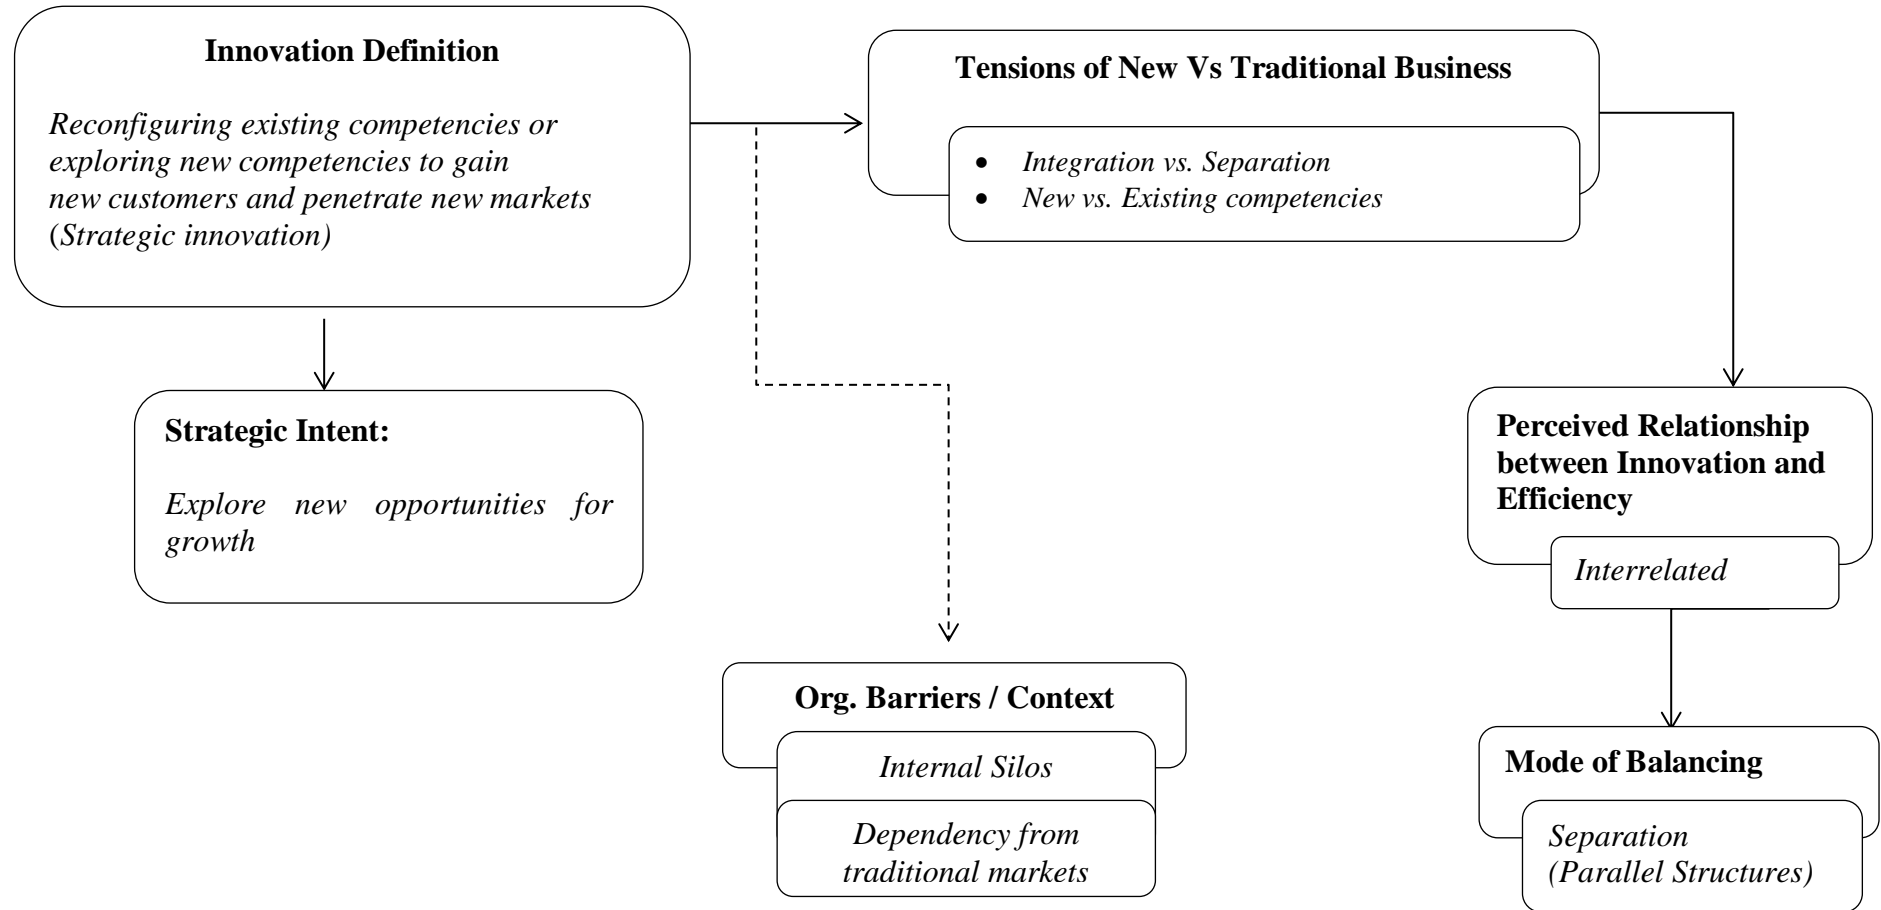 Innovation Definition
Reconfiguring existing competencies or
exploring new competencies to gain
new customers and penetrate new markets
(Strategic innovation)
Tensions of New Vs Traditional Business
• Integration vs. Separation
• New vs. Existing competencies
Strategic Intent:
Explore new opportunities for
growth
Perceived Relationship
between Innovation and
Efficiency
Interrelated
Org. Barriers / Context
Internal Silos
Dependency from
traditional markets
Mode of Balancing
Separation
(Parallel Structures)